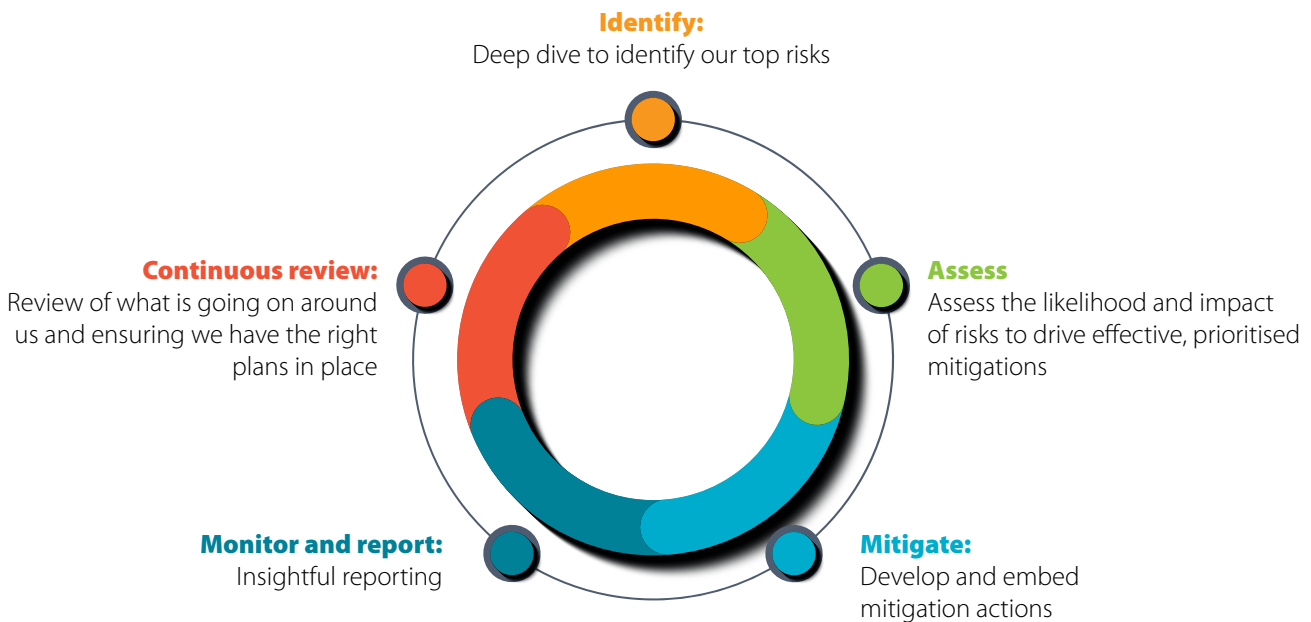 Identify:
Deep dive to identify our top risks
Assess
Assess the likelihood and impact
of risks to drive effective, prioritised
mitigations
Mitigate:
Develop and embed
mitigation actions
Monitor and report:
Insightful reporting
Continuous review:
Review of what is going on around
us and ensuring we have the right
plans in place